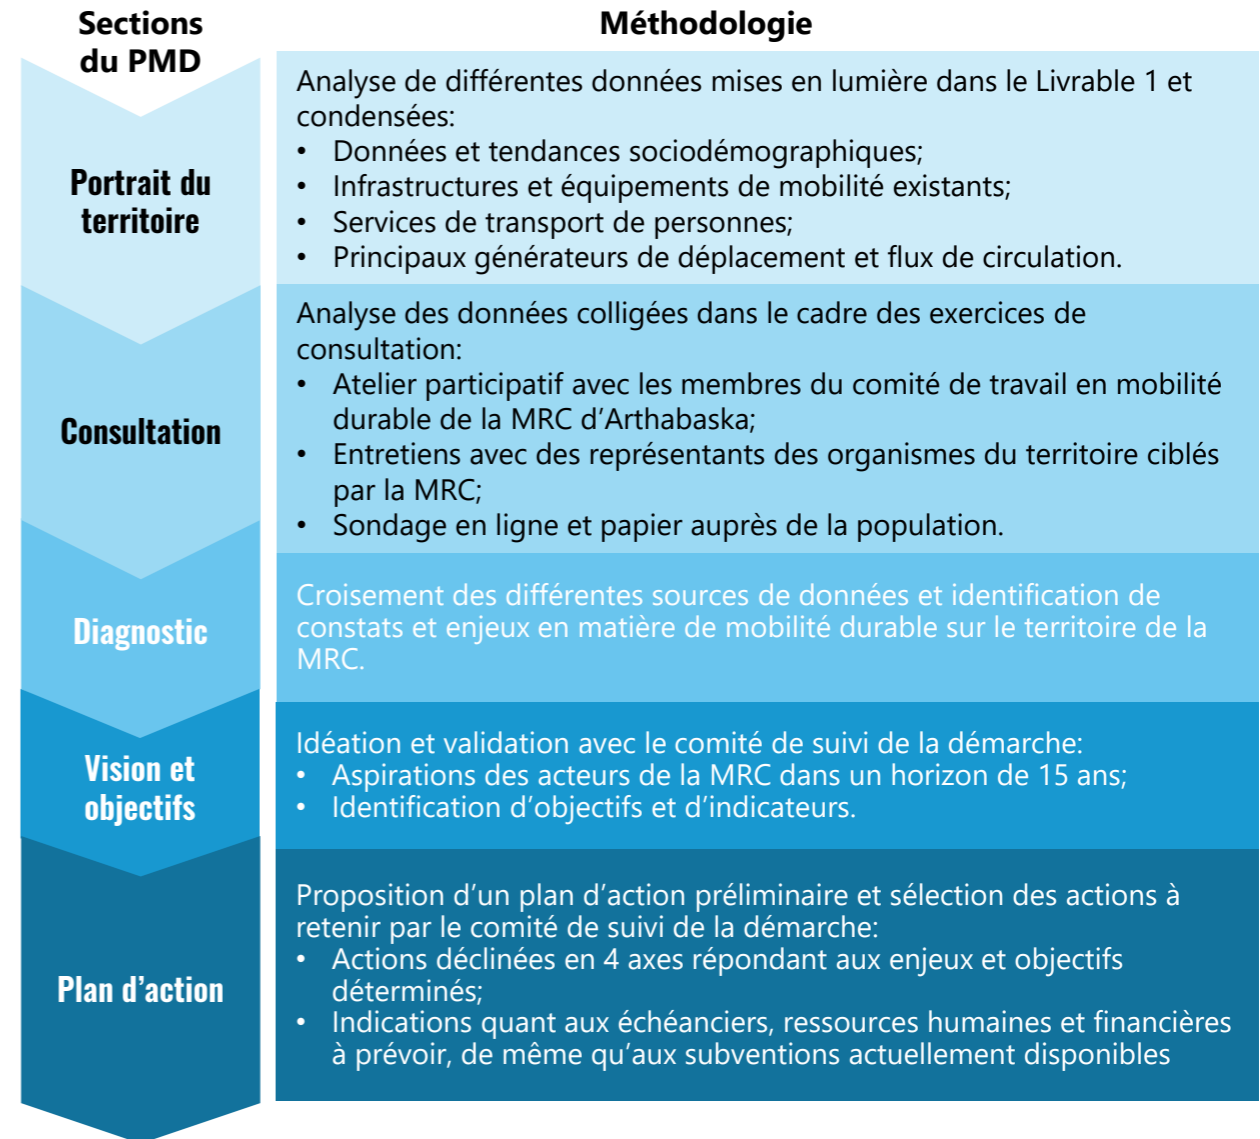 Sections
du PMD
Méthodologie
Portrait du
territoire
Analyse de différentes données mises en lumière dans le Livrable 1 et
condensées:
• Données et tendances sociodémographiques;
• Infrastructures et équipements de mobilité existants;
• Services de transport de personnes;
• Principaux générateurs de déplacement et flux de circulation.
Consultation
Analyse des données colligées dans le cadre des exercices de
consultation:
• Atelier participatif avec les membres du comité de travail en mobilité
durable de la MRC d’Arthabaska;
• Entretiens avec des représentants des organismes du territoire ciblés
par la MRC;
• Sondage en ligne et papier auprès de la population.
Diagnostic
Croisement des différentes sources de données et identification de
constats et enjeux en matière de mobilité durable sur le territoire de la
MRC.
Vision et
objectifs
Idéation et validation avec le comité de suivi de la démarche:
• Aspirations des acteurs de la MRC dans un horizon de 15 ans;
• Identification d’objectifs et d’indicateurs.
Plan d’action
Proposition d’un plan d’action préliminaire et sélection des actions à
retenir par le comité de suivi de la démarche:
• Actions déclinées en 4 axes répondant aux enjeux et objectifs
déterminés;
• Indications quant aux échéanciers, ressources humaines et financières
à prévoir, de même qu’aux subventions actuellement disponibles